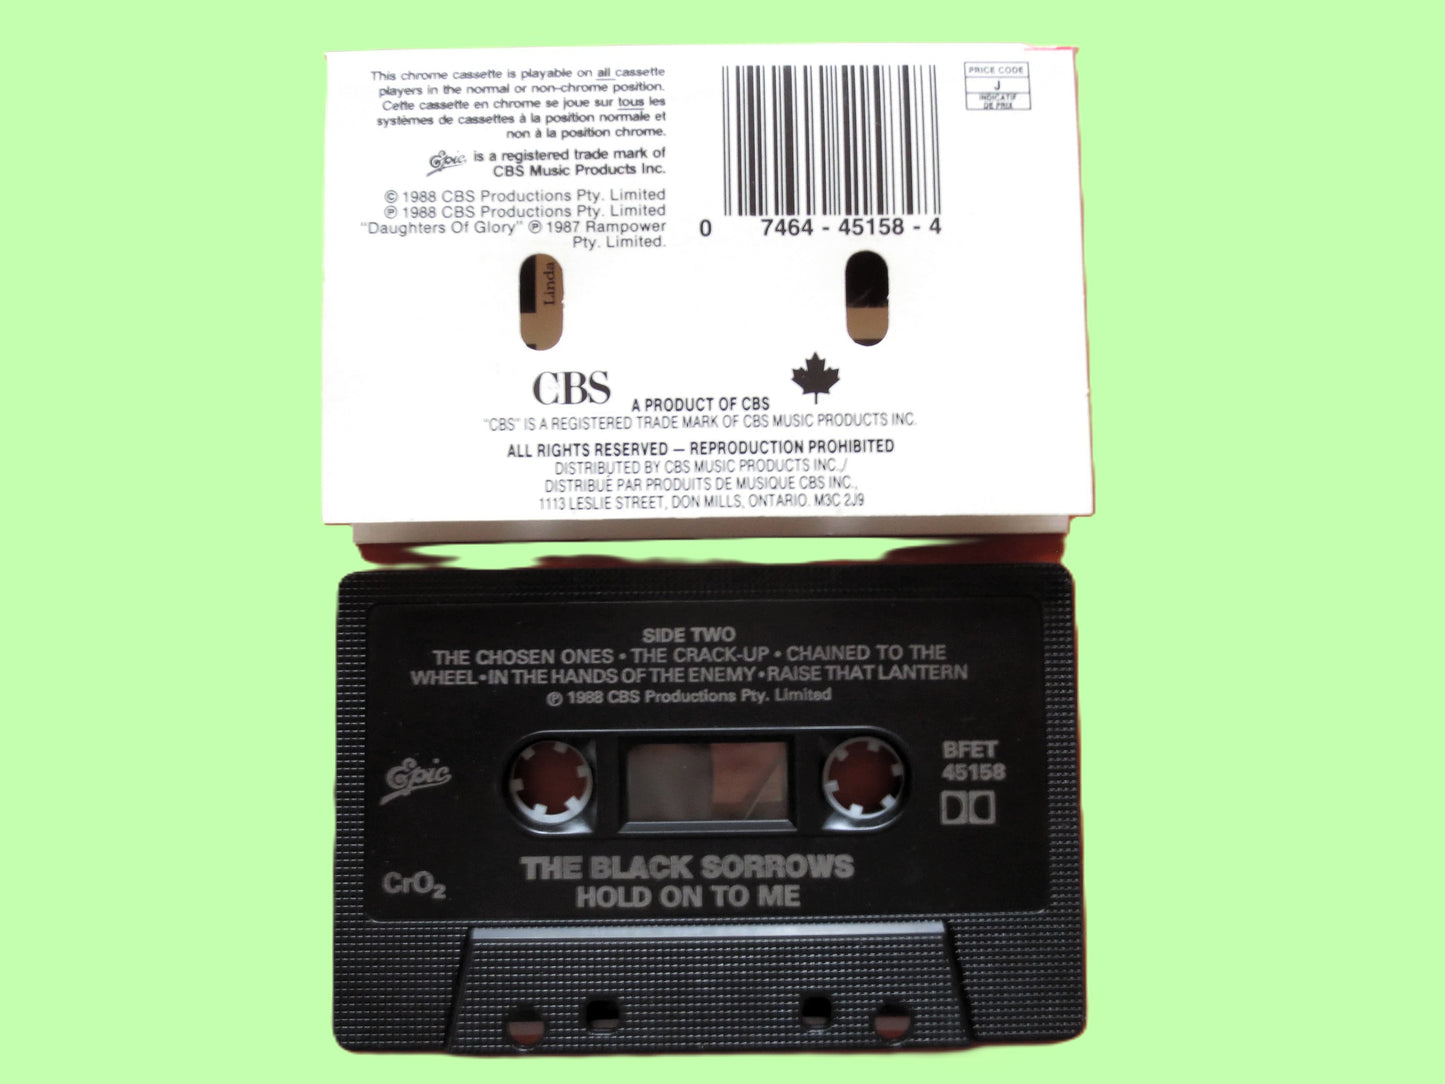 This chrome cassette is playable on all cassette
players in the normal or non-chrome position.
Cette cassette en chrome se joue sur tous les
systèmes de cassettes à la position normale et
non à la position chrome.
Epic is a registered trade mark of
CBS Music Products Inc.
© 1988 CBS Productions Pty. Limited
℗ 1988 CBS Productions Pty. Limited
"Daughters Of Glory" ℗ 1987 Rampower
Pty. Limited.
0 7464 - 45158 - 4
PRICE CODE
J
INDICATIF
DE PRIX
Linda
CBS
A PRODUCT OF CBS
"CBS" IS A REGISTERED TRADE MARK OF CBS MUSIC PRODUCTS INC.
ALL RIGHTS RESERVED — REPRODUCTION PROHIBITED
DISTRIBUTED BY CBS MUSIC PRODUCTS INC./
DISTRIBUÉ PAR PRODUITS DE MUSIQUE CBS INC.,
1113 LESLIE STREET, DON MILLS, ONTARIO. M3C 2J9
SIDE TWO
THE CHOSEN ONES • THE CRACK-UP • CHAINED TO THE
WHEEL • IN THE HANDS OF THE ENEMY • RAISE THAT LANTERN
℗ 1988 CBS Productions Pty. Limited
Epic
BFET
45158
CrO2
THE BLACK SORROWS
HOLD ON TO ME